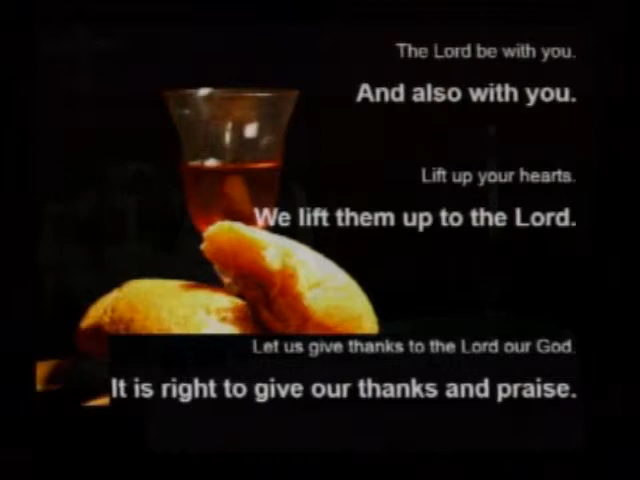 The Lord be with you.
And also with you.
Lift up your hearts.
We lift them up to the Lord.
Let us give thanks to the Lord our God.
It is right to give our thanks and praise.